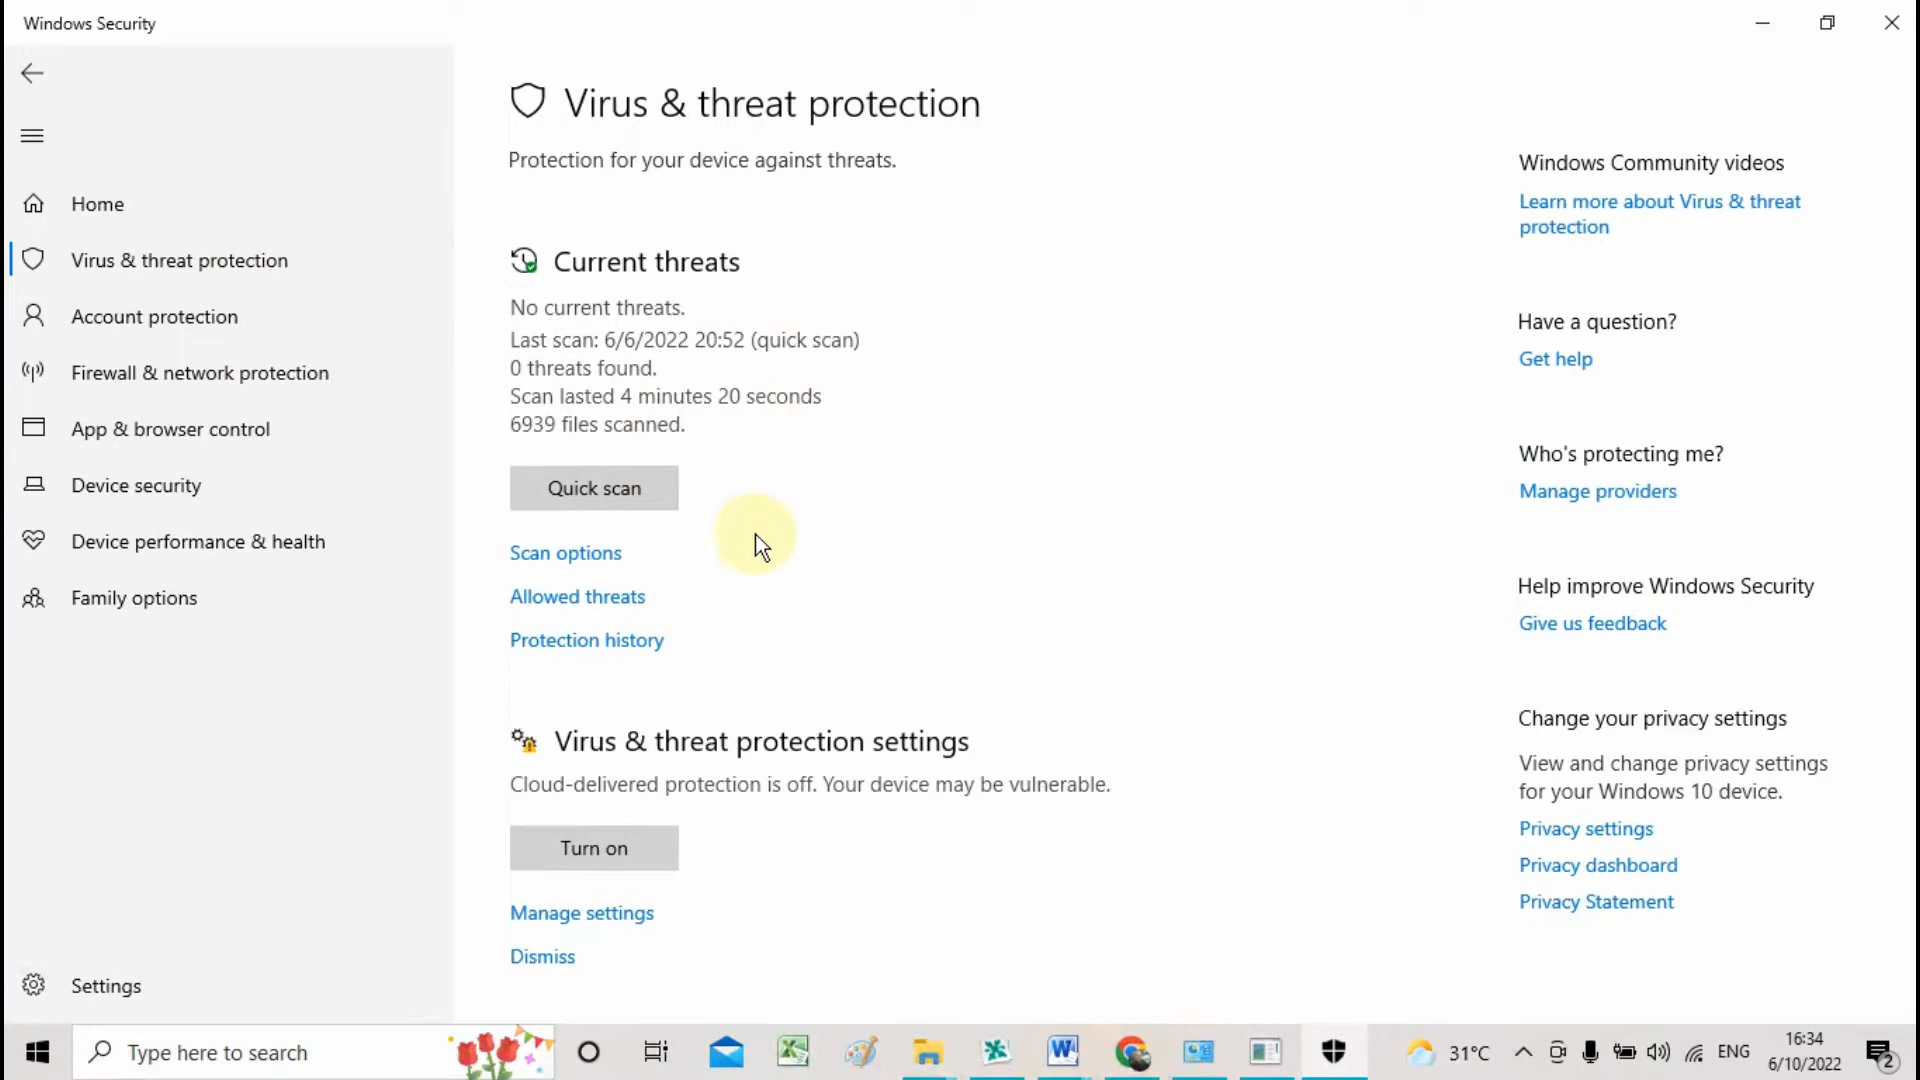 Windows Security
Home
Virus & threat protection
Account protection
Firewall & network protection
App & browser control
Device security
Device performance & health
Family options
Settings
Virus & threat protection
Protection for your device against threats.
Current threats
No current threats.
Last scan: 6/6/2022 20:52 (quick scan)
0 threats found.
Scan lasted 4 minutes 20 seconds
6939 files scanned.
Quick scan
Scan options
Allowed threats
Protection history
Virus & threat protection settings
Cloud-delivered protection is off. Your device may be vulnerable.
Turn on
Manage settings
Dismiss
Windows Community videos
Learn more about Virus & threat
protection
Have a question?
Get help
Who's protecting me?
Manage providers
Help improve Windows Security
Give us feedback
Change your privacy settings
View and change privacy settings
for your Windows 10 device.
Privacy settings
Privacy dashboard
Privacy Statement
Type here to search
31°C
ENG
16:34
6/10/2022
2